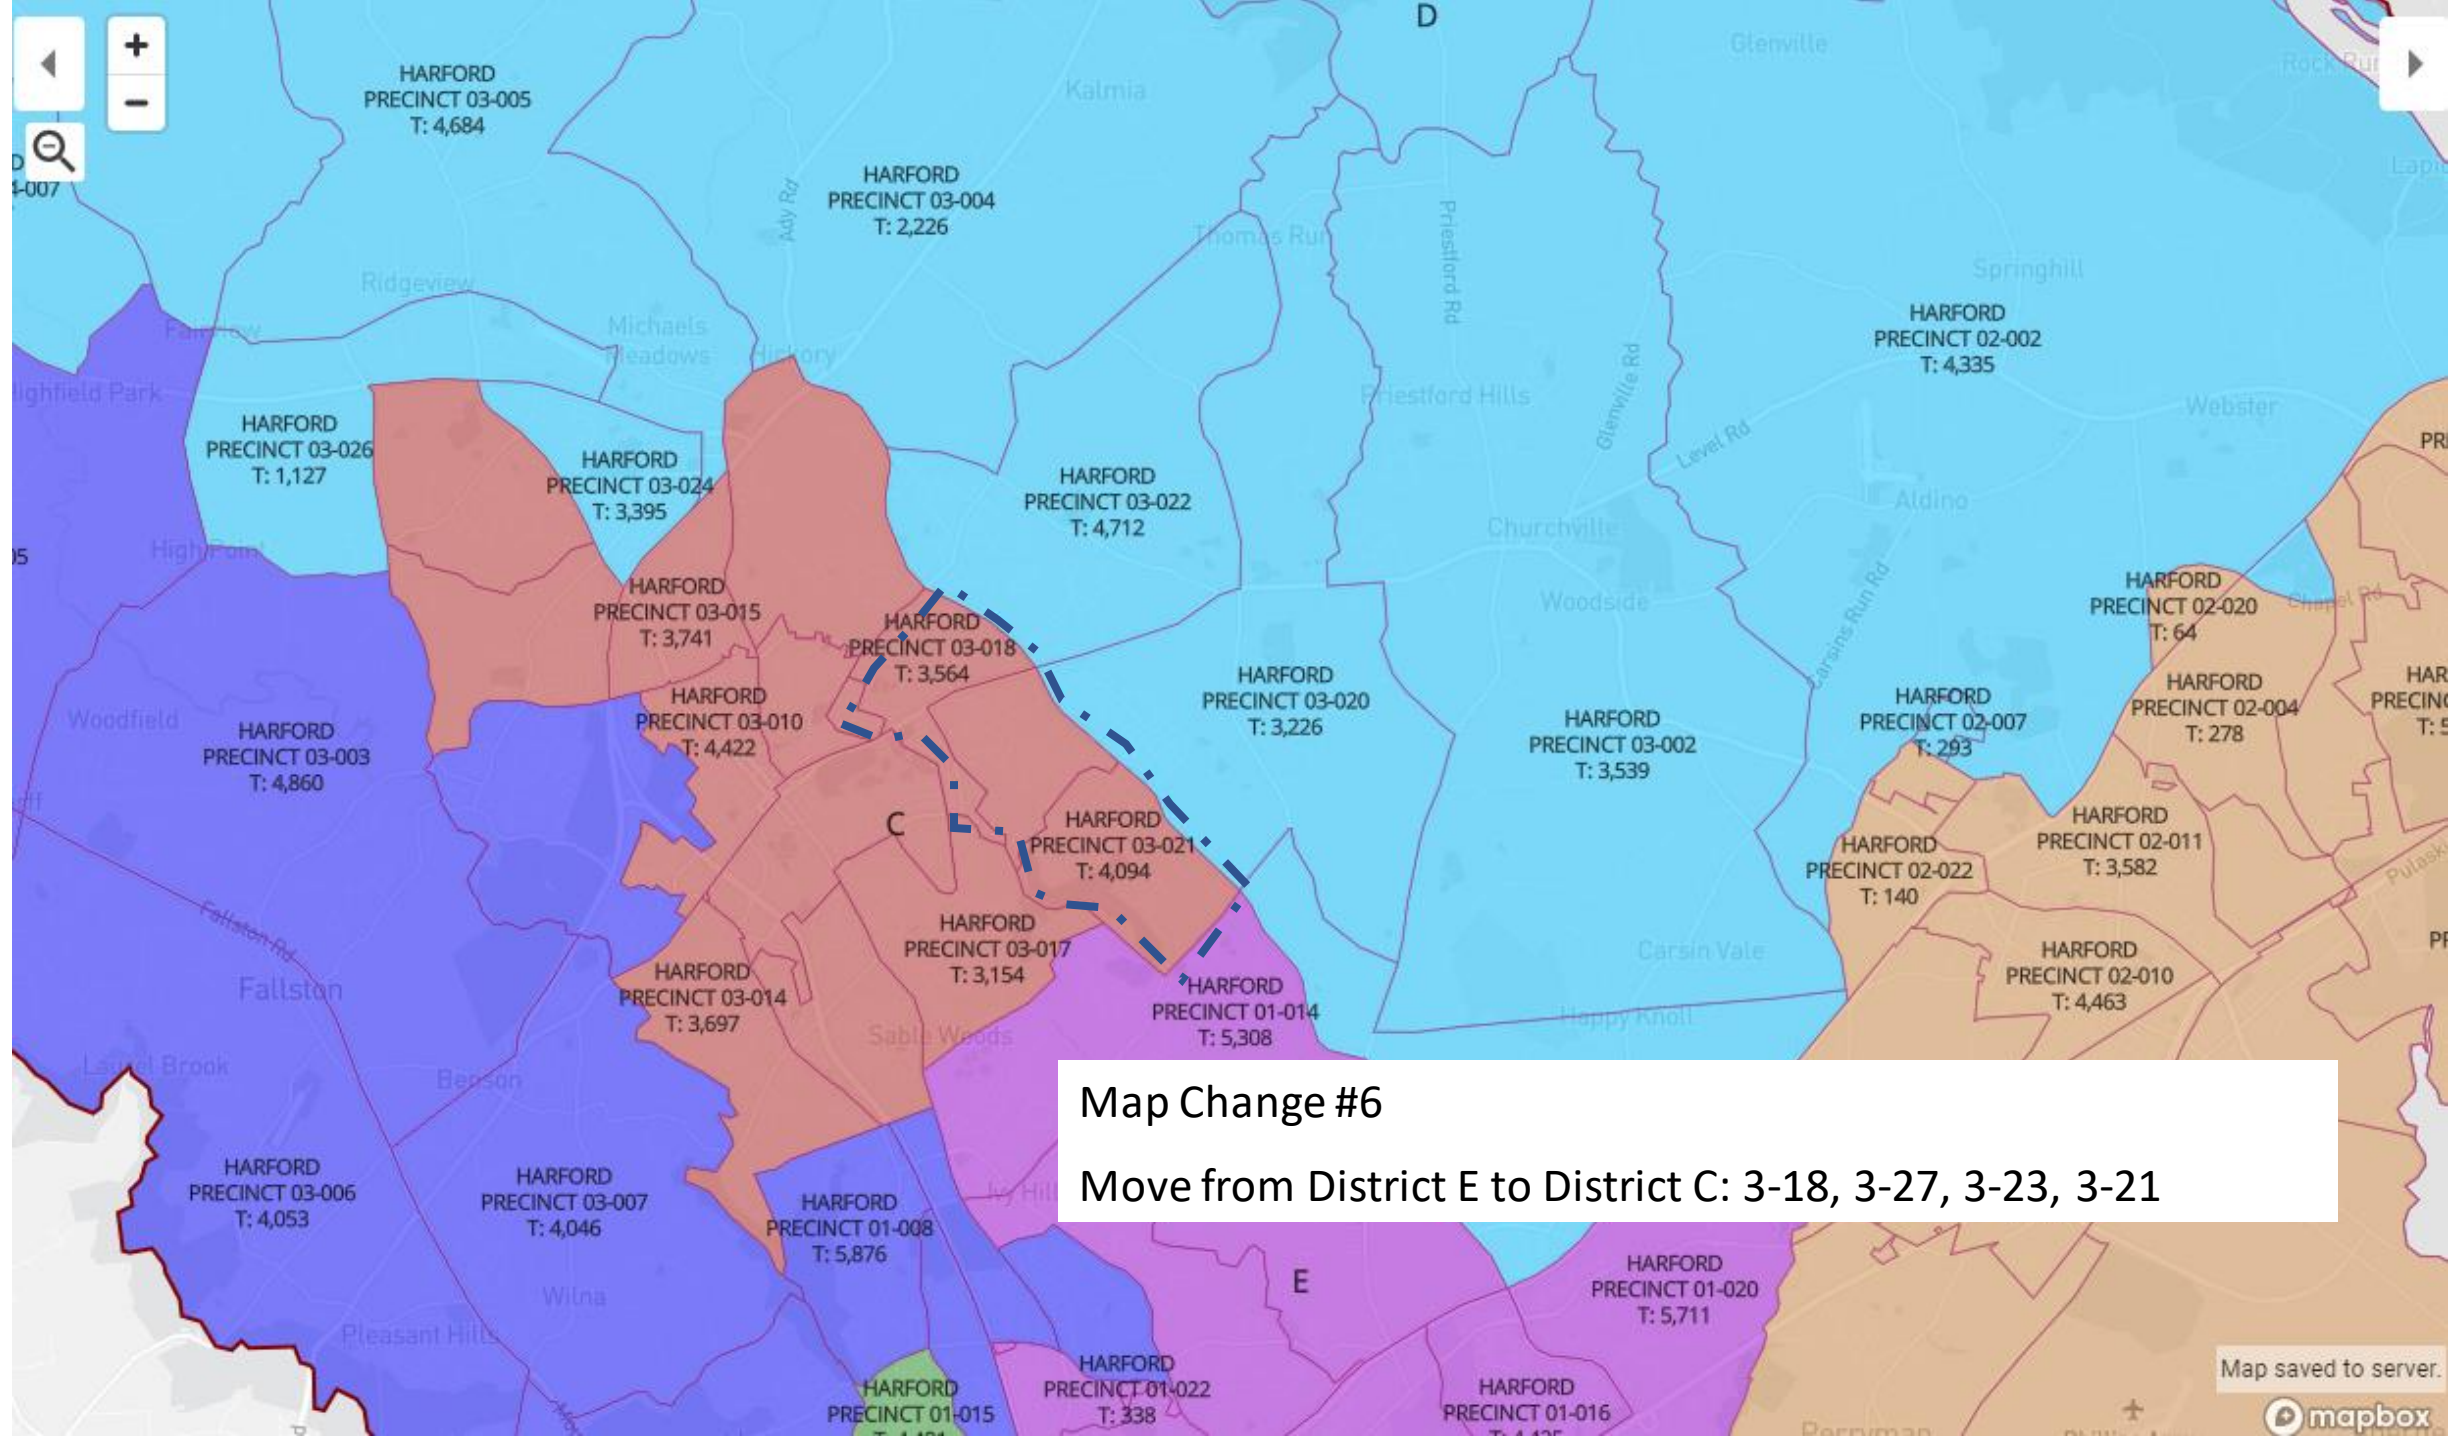 D
Glenville
Rock Run
HARFORD
PRECINCT 03-005
T: 4,684
Kalmia
4-007
HARFORD
PRECINCT 03-004
T: 2,226
Ady Rd
Thomas Run
Priestford Rd
Springhill
Ridgeview
Michaels
Meadows
Hickory
HARFORD
PRECINCT 02-002
T: 4,335
Highfield Park
Priestford Hills
Glenville Rd
Level Rd
Webster
HARFORD
PRECINCT 03-026
T: 1,127
HARFORD
PRECINCT 03-024
T: 3,395
HARFORD
PRECINCT 03-022
T: 4,712
Aldino
Churchville
High Point
HARFORD
PRECINCT 03-015
T: 3,741
HARFORD
PRECINCT 03-018
T: 3,564
Woodside
Carsins Run Rd
HARFORD
PRECINCT 02-020
T: 64
Chapel Rd
Woodfield
HARFORD
PRECINCT 03-003
T: 4,860
HARFORD
PRECINCT 03-010
T: 4,422
HARFORD
PRECINCT 03-020
T: 3,226
HARFORD
PRECINCT 03-002
T: 3,539
HARFORD
PRECINCT 02-007
T: 293
HARFORD
PRECINCT 02-004
T: 278
C
HARFORD
PRECINCT 03-021
T: 4,094
HARFORD
PRECINCT 02-022
T: 140
HARFORD
PRECINCT 02-011
T: 3,582
Pulaski
Fallston Rd
Fallston
HARFORD
PRECINCT 03-017
T: 3,154
HARFORD
PRECINCT 03-014
T: 3,697
Sable Woods
HARFORD
PRECINCT 01-014
T: 5,308
Carsin Vale
Happy Knoll
HARFORD
PRECINCT 02-010
T: 4,463
Laurel Brook
Benson
Map Change #6
Move from District E to District C: 3-18, 3-27, 3-23, 3-21
HARFORD
PRECINCT 03-006
T: 4,053
HARFORD
PRECINCT 03-007
T: 4,046
HARFORD
PRECINCT 01-008
T: 5,876
Ivy Hill
E
HARFORD
PRECINCT 01-020
T: 5,711
Wilna
Pleasant Hills
HARFORD
PRECINCT 01-015
HARFORD
PRECINCT 01-022
T: 338
HARFORD
PRECINCT 01-016
Perryman
Map saved to server.
mapbox